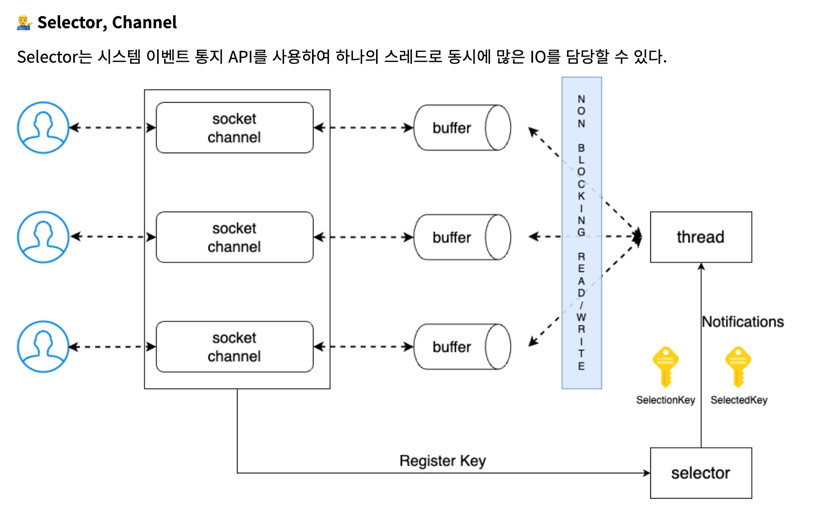 Selector, Channel
Selector는 시스템 이벤트 통지 API를 사용하여 하나의 스레드로 동시에 많은 IO를 담당할 수 있다.
socket
channel
buffer
socket
channel
buffer
socket
channel
buffer
NON BLOCKING READ/WRITE
thread
Notifications
SelectionKey
SelectedKey
Register Key
selector